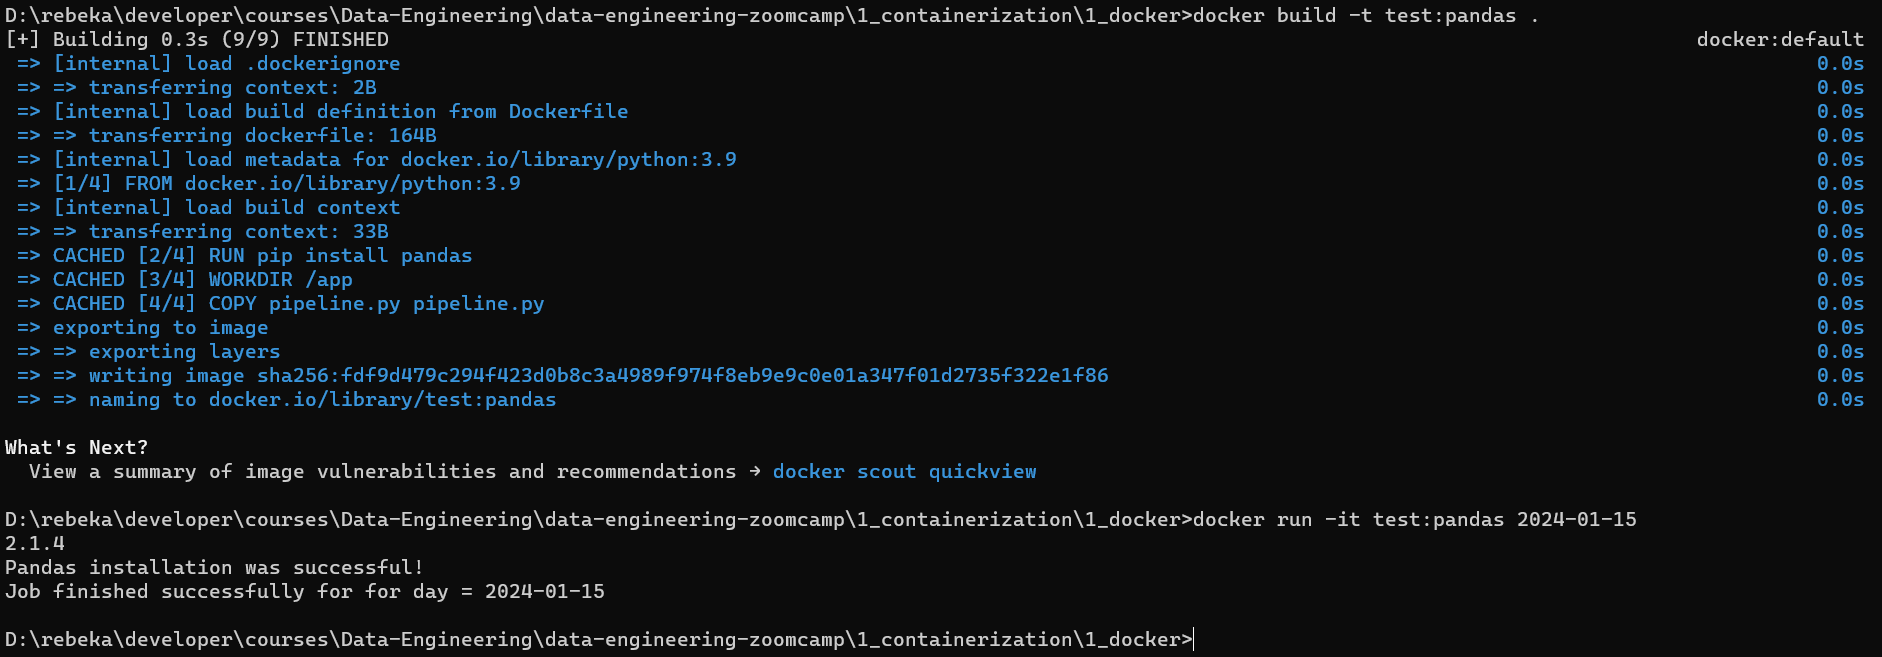 D:\rebeka\developer\courses\Data-Engineering\data-engineering-zoomcamp\1_containerization\1_docker>docker build -t test:pandas .
[+] Building 0.3s (9/9) FINISHED docker:default
=> [internal] load .dockerignore 0.0s
=> => transferring context: 2B 0.0s
=> [internal] load build definition from Dockerfile 0.0s
=> => transferring dockerfile: 164B 0.0s
=> [internal] load metadata for docker.io/library/python:3.9 0.0s
=> [1/4] FROM docker.io/library/python:3.9 0.0s
=> [internal] load build context 0.0s
=> => transferring context: 33B 0.0s
=> CACHED [2/4] RUN pip install pandas 0.0s
=> CACHED [3/4] WORKDIR /app 0.0s
=> CACHED [4/4] COPY pipeline.py pipeline.py 0.0s
=> exporting to image 0.0s
=> => exporting layers 0.0s
=> => writing image sha256:fdf9d479c294f423d0b8c3a4989f974f8eb9e9c0e01a347f01d2735f322e1f86 0.0s
=> => naming to docker.io/library/test:pandas 0.0s
What's Next?
View a summary of image vulnerabilities and recommendations → docker scout quickview
D:\rebeka\developer\courses\Data-Engineering\data-engineering-zoomcamp\1_containerization\1_docker>docker run -it test:pandas 2024-01-15
2.1.4
Pandas installation was successful!
Job finished successfully for for day = 2024-01-15
D:\rebeka\developer\courses\Data-Engineering\data-engineering-zoomcamp\1_containerization\1_docker>